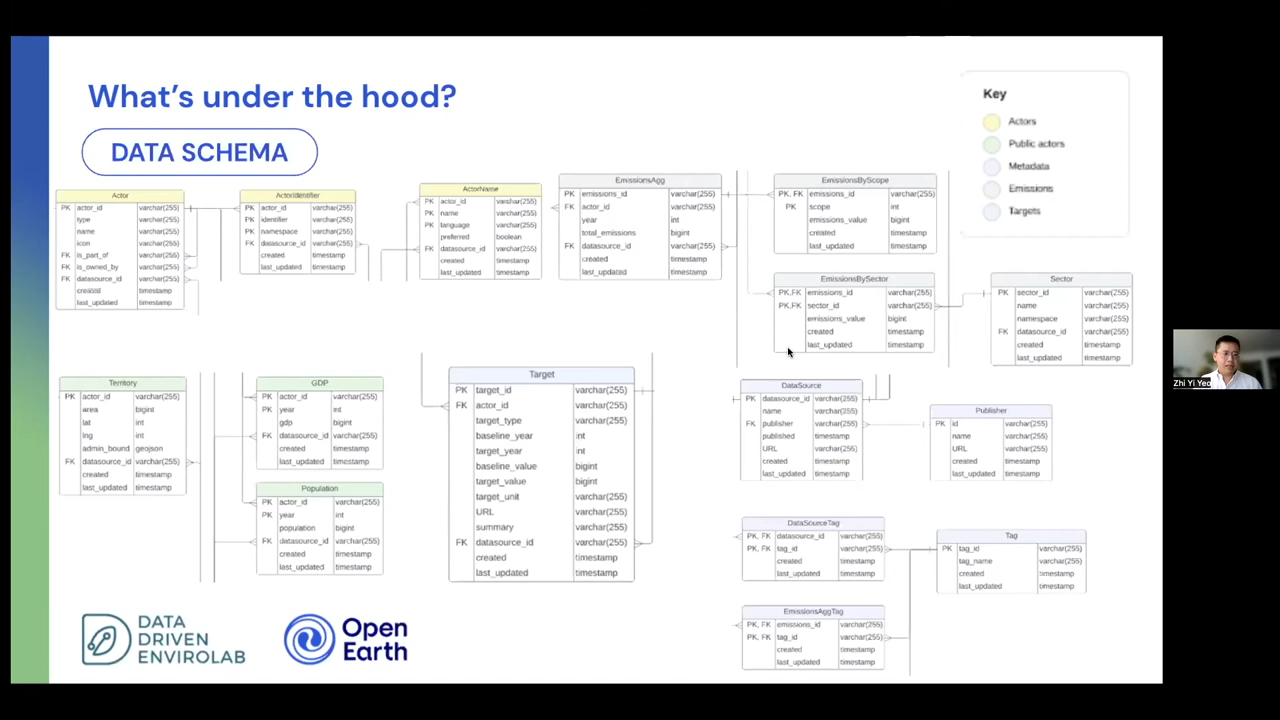 What's under the hood?
DATA SCHEMA
Key
Actors
Public actors
Metadata
Emissions
Targets
Actor
PK actor_id varchar(255)
type varchar(255)
name varchar(255)
icon varchar(255)
FK is_part_of varchar(255)
FK is_owned_by varchar(255)
FK datasource_id varchar(255)
created timestamp
last_updated timestamp
ActorIdentifier
PK actor_id varchar(255)
PK identifier varchar(255)
PK namespace varchar(255)
FK datasource_id varchar(255)
created timestamp
last_updated timestamp
ActorName
PK actor_id varchar(255)
PK name varchar(255)
PK language varchar(255)
preferred boolean
FK datasource_id varchar(255)
created timestamp
last_updated timestamp
EmissionsAgg
PK emissions_id varchar(255)
FK actor_id varchar(255)
year int
total_emissions bigint
FK datasource_id varchar(255)
created timestamp
last_updated timestamp
EmissionsByScope
PK, FK emissions_id varchar(255)
PK scope int
emissions_value bigint
created timestamp
last_updated timestamp
EmissionsBySector
PK,FK emissions_id varchar(255)
PK,FK sector_id varchar(255)
emissions_value bigint
created timestamp
last_updated timestamp
Sector
PK sector_id varchar(255)
name varchar(255)
namespace varchar(255)
FK datasource_id varchar(255)
created timestamp
last_updated timestamp
Territory
PK actor_id varchar(255)
area bigint
lat int
lng int
admin_bound geojson
FK datasource_id varchar(255)
created timestamp
last_updated timestamp
GDP
PK actor_id varchar(255)
PK year int
gdp bigint
FK datasource_id varchar(255)
created timestamp
last_updated timestamp
Population
PK actor_id varchar(255)
PK year int
population bigint
FK datasource_id varchar(255)
created timestamp
last_updated timestamp
Target
PK target_id varchar(255)
FK actor_id varchar(255)
target_type varchar(255)
baseline_year int
target_year int
baseline_value bigint
target_value bigint
target_unit varchar(255)
URL varchar(255)
summary varchar(255)
FK datasource_id varchar(255)
created timestamp
last_updated timestamp
DataSource
PK datasource_id varchar(255)
name varchar(255)
FK publisher varchar(255)
published timestamp
URL varchar(255)
created timestamp
last_updated timestamp
Publisher
PK id varchar(255)
name varchar(255)
URL varchar(255)
created timestamp
last_updated timestamp
DataSourceTag
PK, FK datasource_id varchar(255)
PK, FK tag_id varchar(255)
created timestamp
last_updated timestamp
Tag
PK tag_id varchar(255)
tag_name varchar(255)
created timestamp
last_updated timestamp
EmissionsAggTag
PK, FK emissions_id varchar(255)
PK, FK tag_id varchar(255)
created timestamp
last_updated timestamp
DATA
DRIVEN
ENVIROLAB
Open
Earth
Zhi Yi Yeo